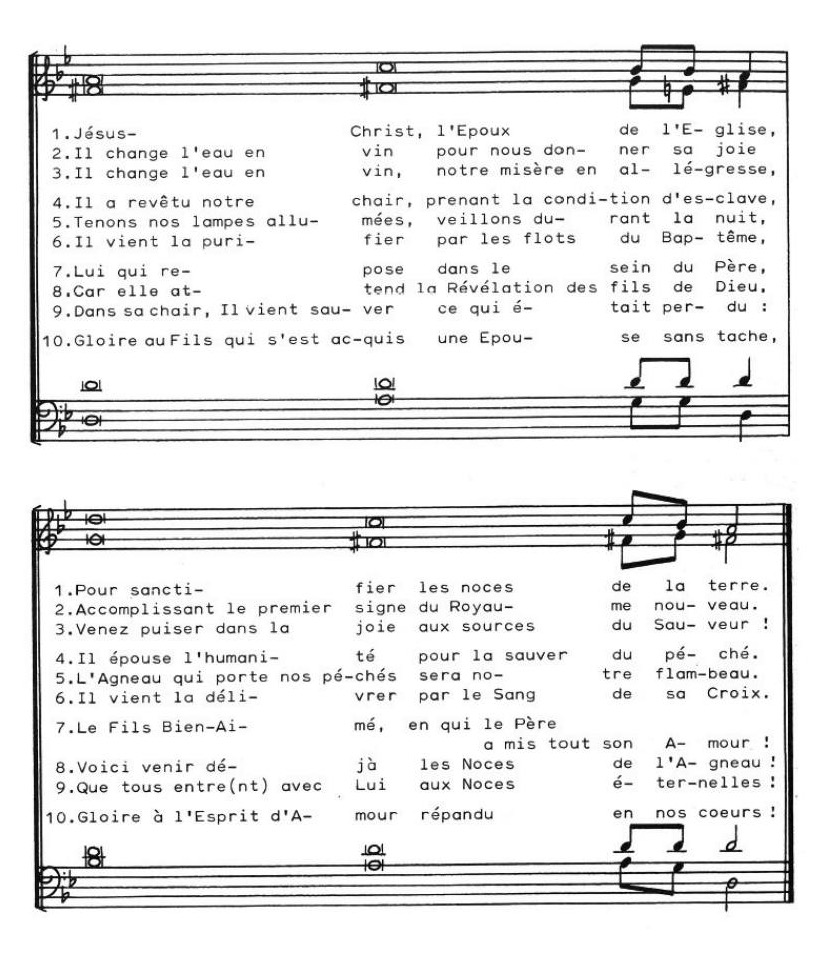 1.Jésus- Christ, l'Epoux de l'E- glise,
2.Il change l'eau en vin pour nous don- ner sa joie
3.Il change l'eau en vin, notre misère en al- lé-gresse,
4.Il a revêtu notre chair, prenant la condi-tion d'es-clave,
5.Tenons nos lampes allu- mées, veillons du- rant la nuit,
6.Il vient la puri- fier par les flots du Bap- tême,
7.Lui qui re- pose dans le sein du Père,
8.Car elle at- tend la Révélation des fils de Dieu,
9.Dans sa chair, Il vient sau- ver ce qui é- tait per- du :
10.Gloire au Fils qui s'est ac-quis une Epou- se sans tache,
1.Pour sancti- fier les noces de la terre.
2.Accomplissant le premier signe du Royau- me nou- veau.
3.Venez puiser dans la joie aux sources du Sau- veur !
4.Il épouse l'humani- té pour la sauver du pé- ché.
5.L'Agneau qui porte nos pé-chés sera no- tre flam-beau.
6.Il vient la déli- vrer par le Sang de sa Croix.
7.Le Fils Bien-Ai- mé, en qui le Père
a mis tout son A- mour !
8.Voici venir dé- jà les Noces de l'A- gneau !
9.Que tous entre(nt) avec Lui aux Noces é- ter-nelles !
10.Gloire à l'Esprit d'A- mour répandu en nos coeurs !